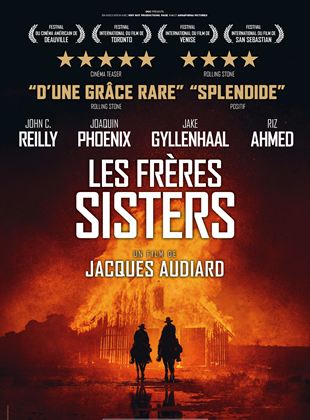 FESTIVAL
DU CINÉMA AMÉRICAIN DE
DEAUVILLE
FESTIVAL
INTERNATIONAL DU FILM DE
TORONTO
FESTIVAL
INTERNATIONAL DU FILM DE
VENISE
FESTIVAL
INTERNATIONAL DU FILM DE
SAN SEBASTIAN
CINÉMA TEASER
ROLLING STONE
“D'UNE GRÂCE RARE” “SPLENDIDE”
ROLLING STONE
POSITIF
JOHN C.
REILLY
JOAQUIN
PHOENIX
JAKE
GYLLENHAAL
RIZ
AHMED
LES FRÈRES
SISTERS
UN FILM DE
JACQUES AUDIARD